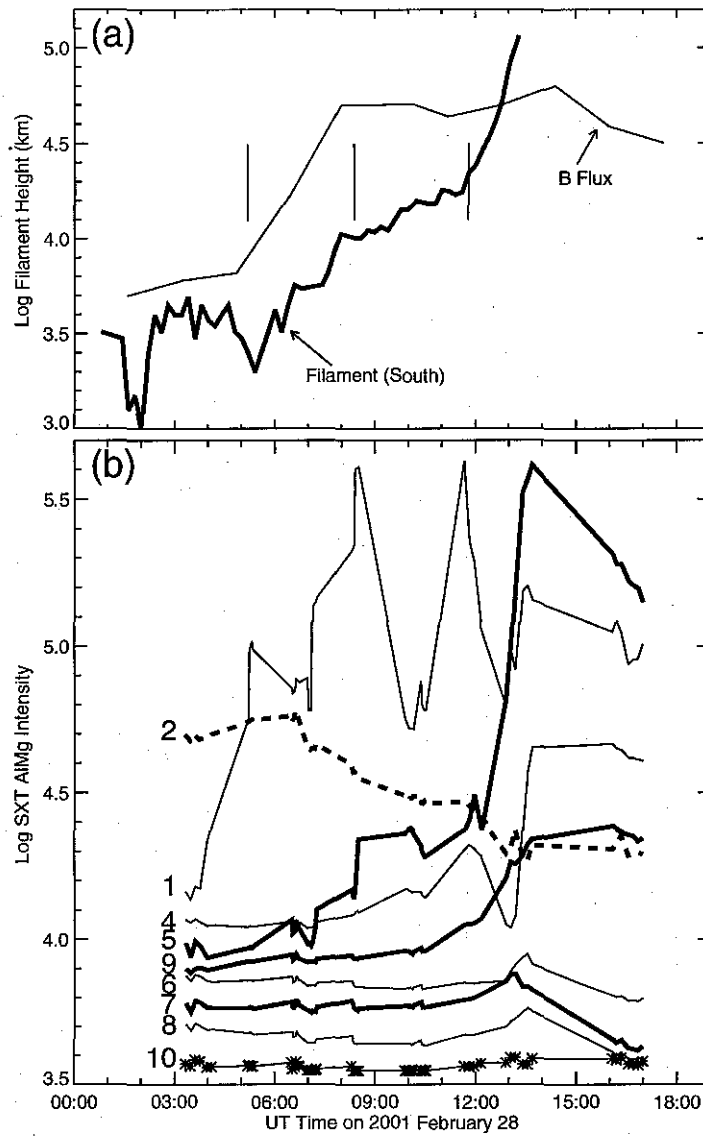 (a)
5.0
4.5
4.0
3.5
3.0
Log Filament Height (km)
B Flux
Filament (South)
(b)
5.5
5.0
4.5
4.0
3.5
Log SXT AlMg Intensity
2
1
4
5
9
6
7
8
10
00:00 03:00 06:00 09:00 12:00 15:00 18:00
UT Time on 2001 February 28